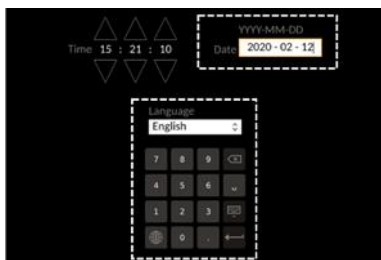 YYYY-MM-DD
Time 15 : 21 : 10
Date 2020 - 02 - 12
Language
English
7 8 9
4 5 6
1 2 3
0 .